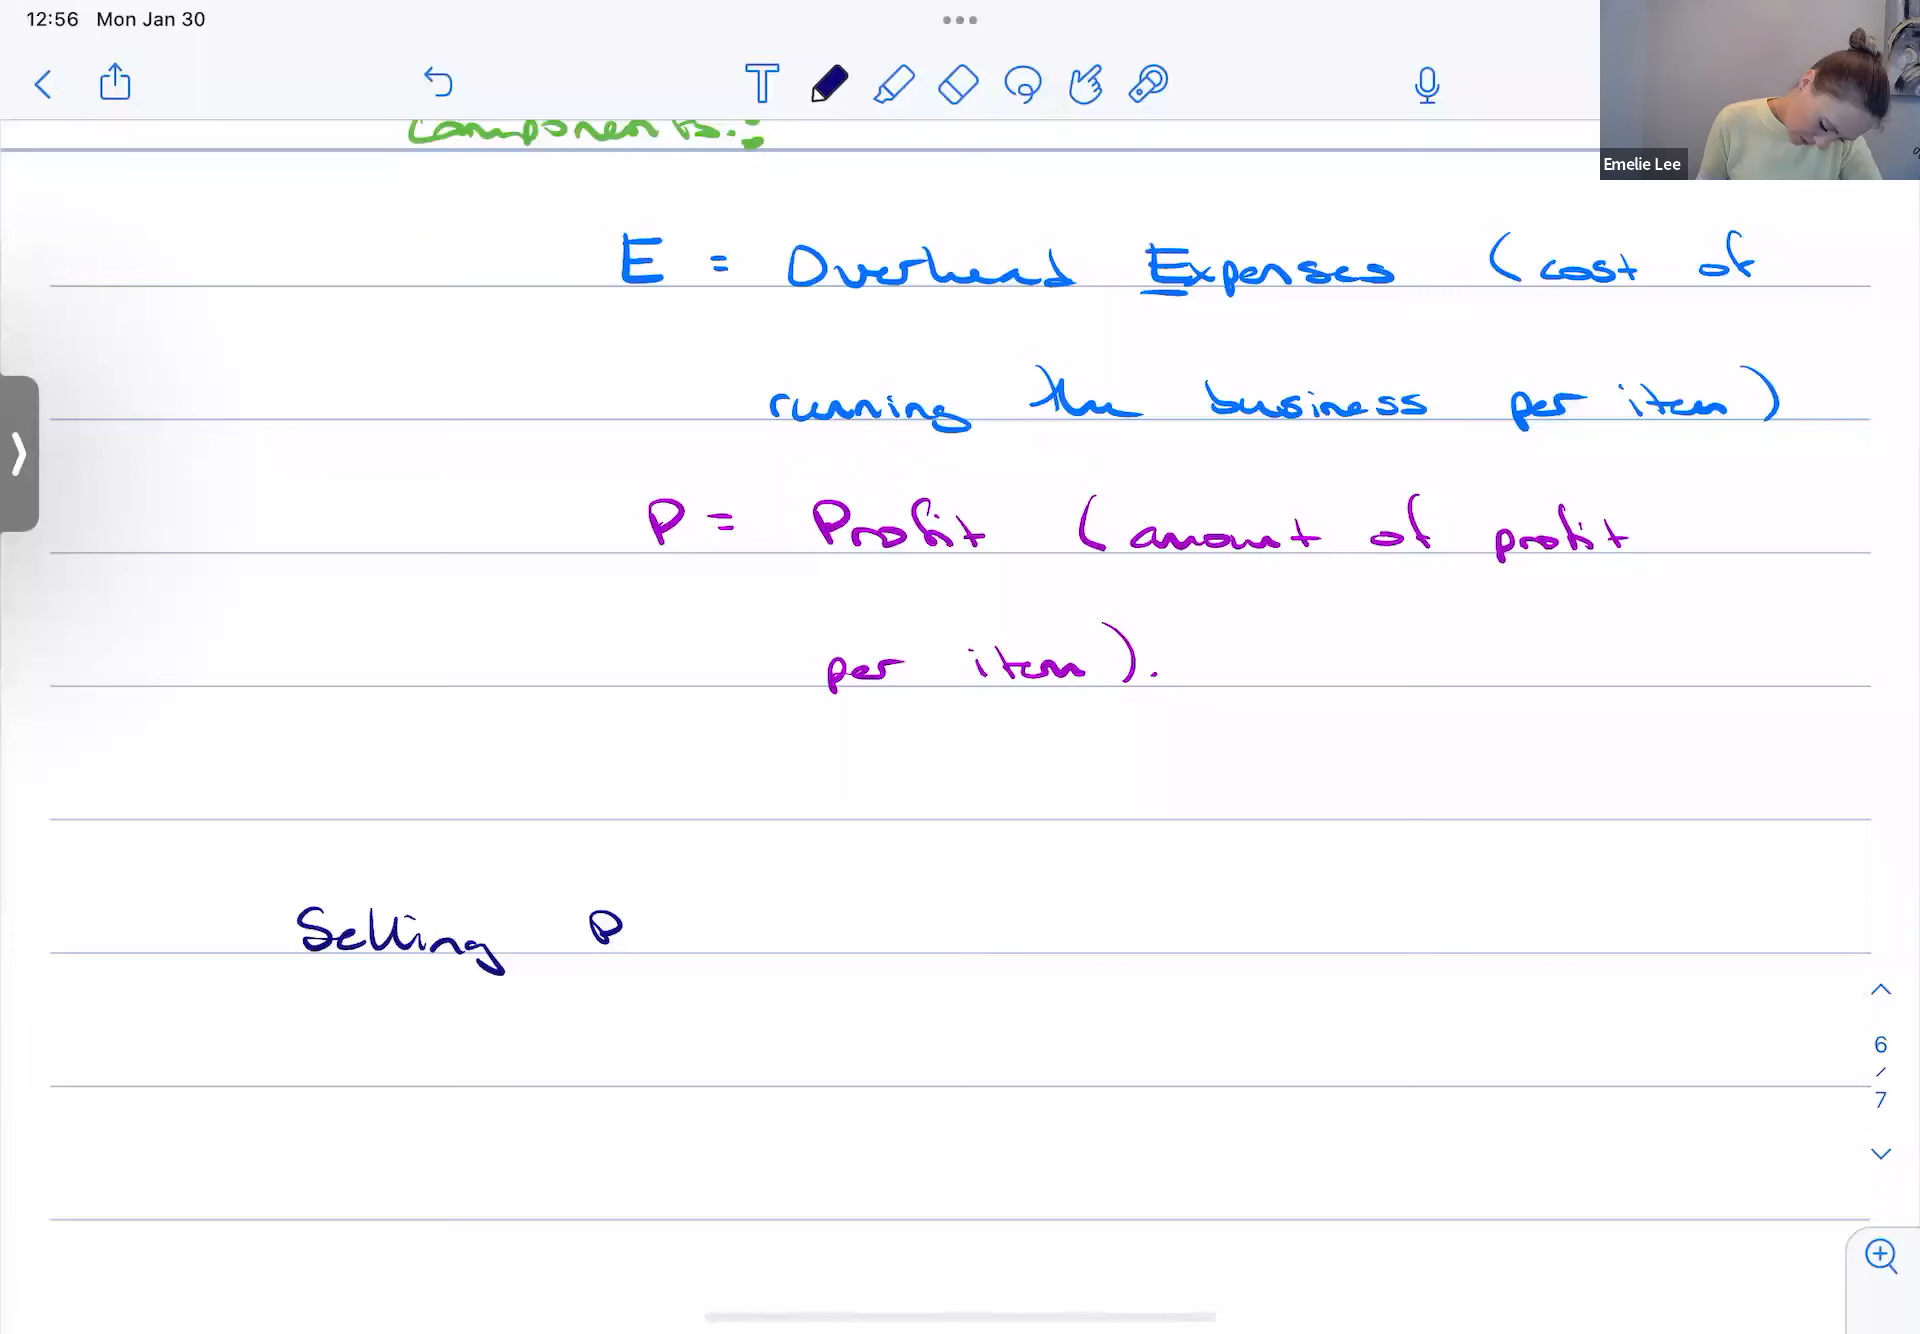 12:56 Mon Jan 30
Emelie Lee
components:
E = Overhead Expenses (cost of
running the business per item)
P = Profit (amount of profit
per item).
Selling P
6
/
7